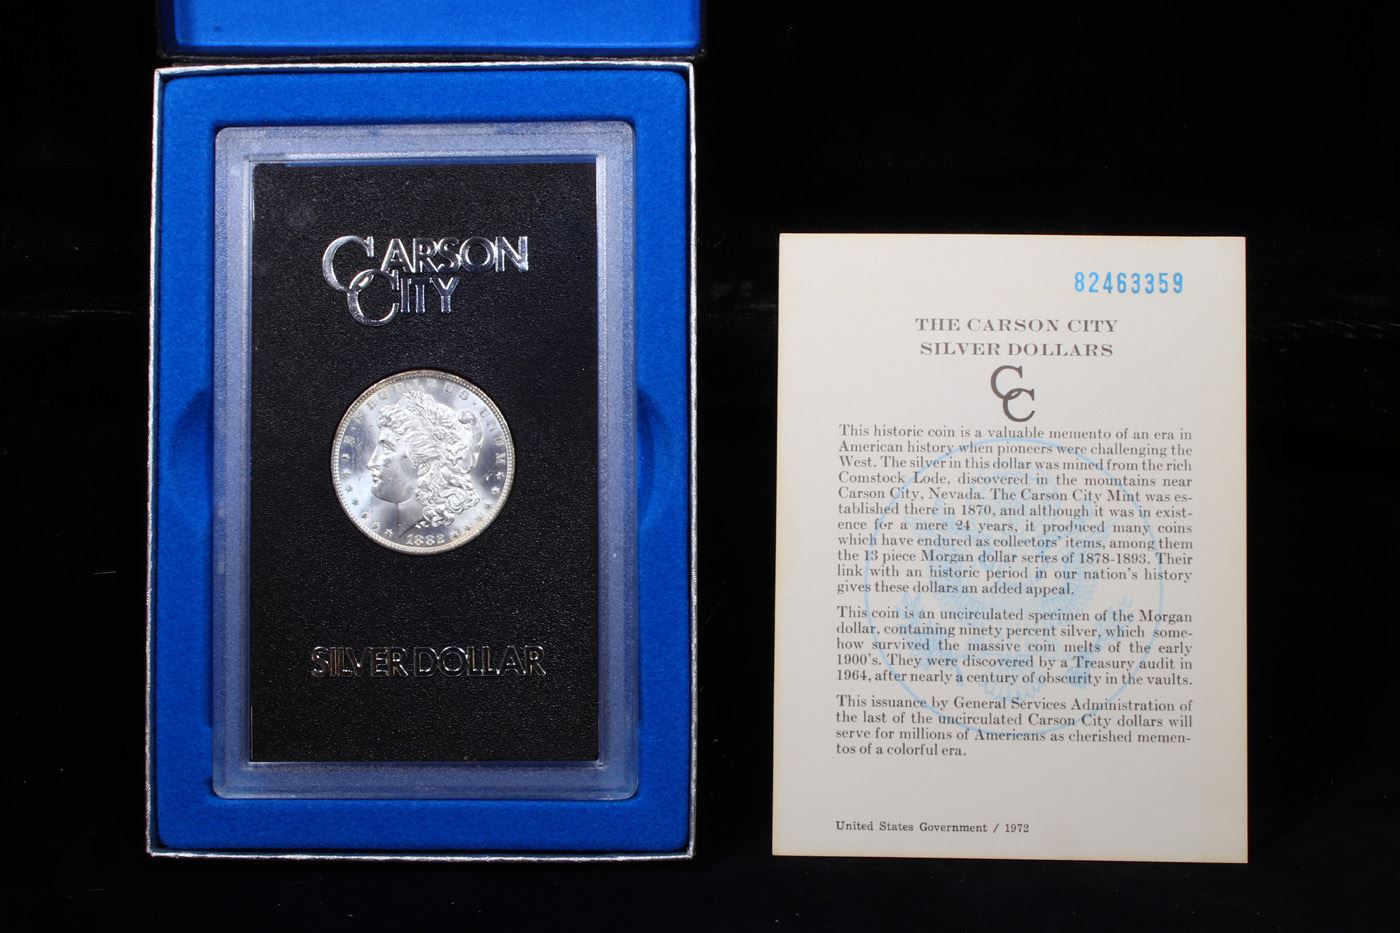 CARSON
CITY
E·PLURIBUS·UNUM
1882
SILVER DOLLAR
82463359
THE CARSON CITY
SILVER DOLLARS
CC
This historic coin is a valuable memento of an era in
American history when pioneers were challenging the
West. The silver in this dollar was mined from the rich
Comstock Lode, discovered in the mountains near
Carson City, Nevada. The Carson City Mint was es-
tablished there in 1870, and although it was in exist-
ence for a mere 24 years, it produced many coins
which have endured as collectors' items, among them
the 13 piece Morgan dollar series of 1878-1893. Their
link with an historic period in our nation's history
gives these dollars an added appeal.
This coin is an uncirculated specimen of the Morgan
dollar, containing ninety percent silver, which some-
how survived the massive coin melts of the early
1900's. They were discovered by a Treasury audit in
1964, after nearly a century of obscurity in the vaults.
This issuance by General Services Administration of
the last of the uncirculated Carson City dollars will
serve for millions of Americans as cherished memen-
tos of a colorful era.
United States Government / 1972